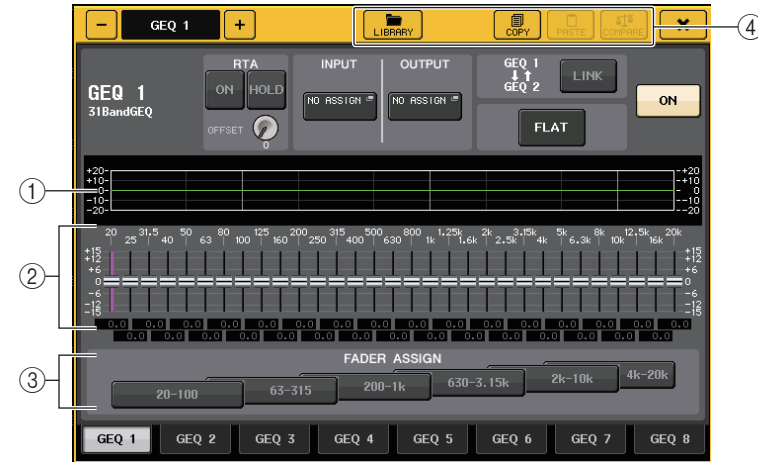 − GEQ 1 + LIBRARY COPY PASTE COMPARE ✖ ④
RTA INPUT OUTPUT GEQ 1
GEQ 1 ON HOLD NO ASSIGN NO ASSIGN ↓↑ LINK ON
31BandGEQ GEQ 2
OFFSET 0 FLAT
+20 +20
+10 +10
① 0 0
-10 -10
-20 -20
20 31.5 50 80 125 200 315 500 800 1.25k 2k 3.15k 5k 8k 12.5k 20k
25 40 63 100 160 250 400 630 1k 1.6k 2.5k 4k 6.3k 10k 16k
+15 +15
+12 +12
+6 +6
② 0 0
-6 -6
-12 -12
-15 -15
0.0 0.0 0.0 0.0 0.0 0.0 0.0 0.0 0.0 0.0 0.0 0.0 0.0 0.0 0.0 0.0
0.0 0.0 0.0 0.0 0.0 0.0 0.0 0.0 0.0 0.0 0.0 0.0 0.0 0.0 0.0
③ FADER ASSIGN
20-100 63-315 200-1k 630-3.15k 2k-10k 4k-20k
GEQ 1 GEQ 2 GEQ 3 GEQ 4 GEQ 5 GEQ 6 GEQ 7 GEQ 8